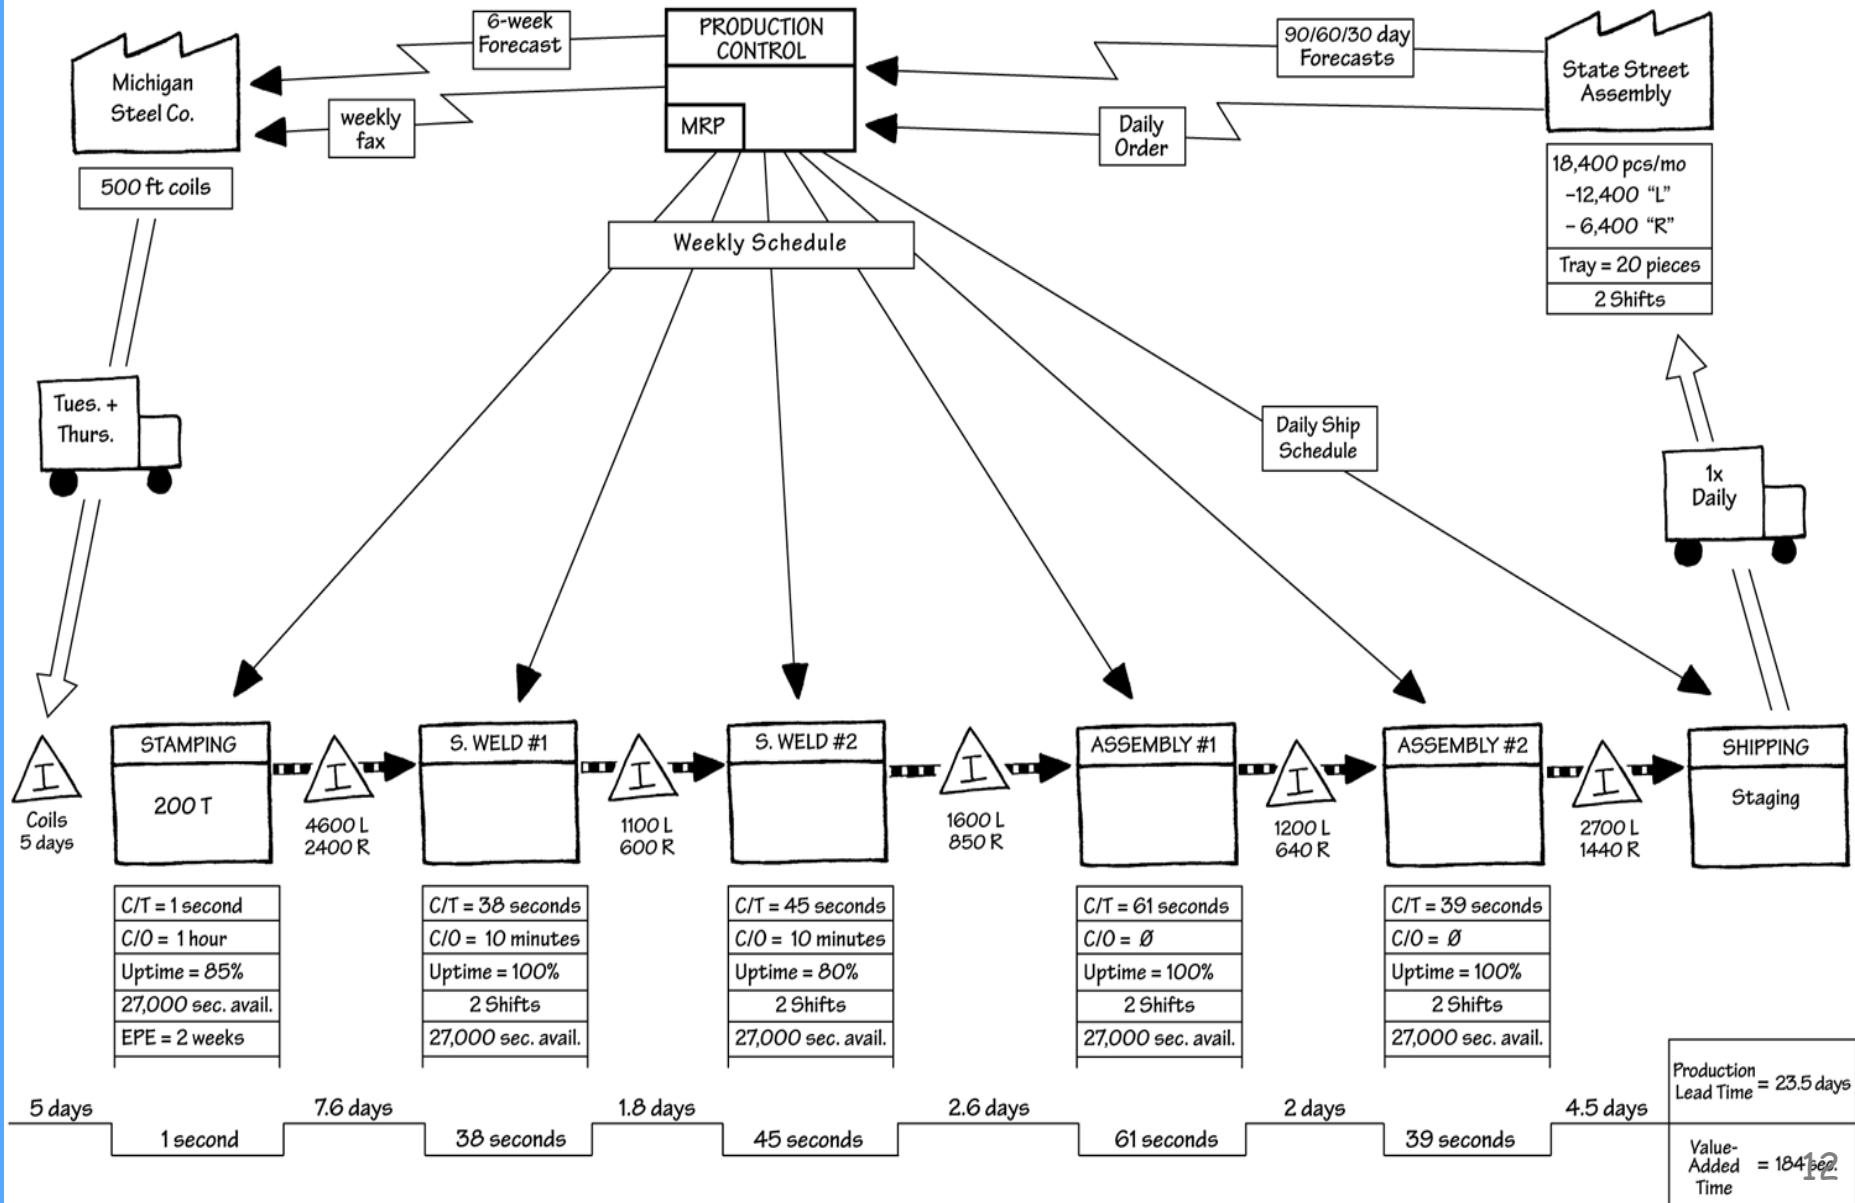 Michigan
Steel Co.
500 ft coils
6-week
Forecast
weekly
fax
PRODUCTION
CONTROL
MRP
90/60/30 day
Forecasts
Daily
Order
State Street
Assembly
18,400 pcs/mo
-12,400 "L"
- 6,400 "R"
Tray = 20 pieces
2 Shifts
Weekly Schedule
Tues. +
Thurs.
Daily Ship
Schedule
1x
Daily
I
Coils
5 days
STAMPING
200 T
I
4600 L
2400 R
S. WELD #1
I
1100 L
600 R
S. WELD #2
I
1600 L
850 R
ASSEMBLY #1
I
1200 L
640 R
ASSEMBLY #2
I
2700 L
1440 R
SHIPPING
Staging
C/T = 1 second
C/O = 1 hour
Uptime = 85%
27,000 sec. avail.
EPE = 2 weeks
C/T = 38 seconds
C/O = 10 minutes
Uptime = 100%
2 Shifts
27,000 sec. avail.
C/T = 45 seconds
C/O = 10 minutes
Uptime = 80%
2 Shifts
27,000 sec. avail.
C/T = 61 seconds
C/O = Ø
Uptime = 100%
2 Shifts
27,000 sec. avail.
C/T = 39 seconds
C/O = Ø
Uptime = 100%
2 Shifts
27,000 sec. avail.
5 days
1 second
7.6 days
38 seconds
1.8 days
45 seconds
2.6 days
61 seconds
2 days
39 seconds
4.5 days
Production
Lead Time = 23.5 days
Value-
Added = 184 sec.
Time
12